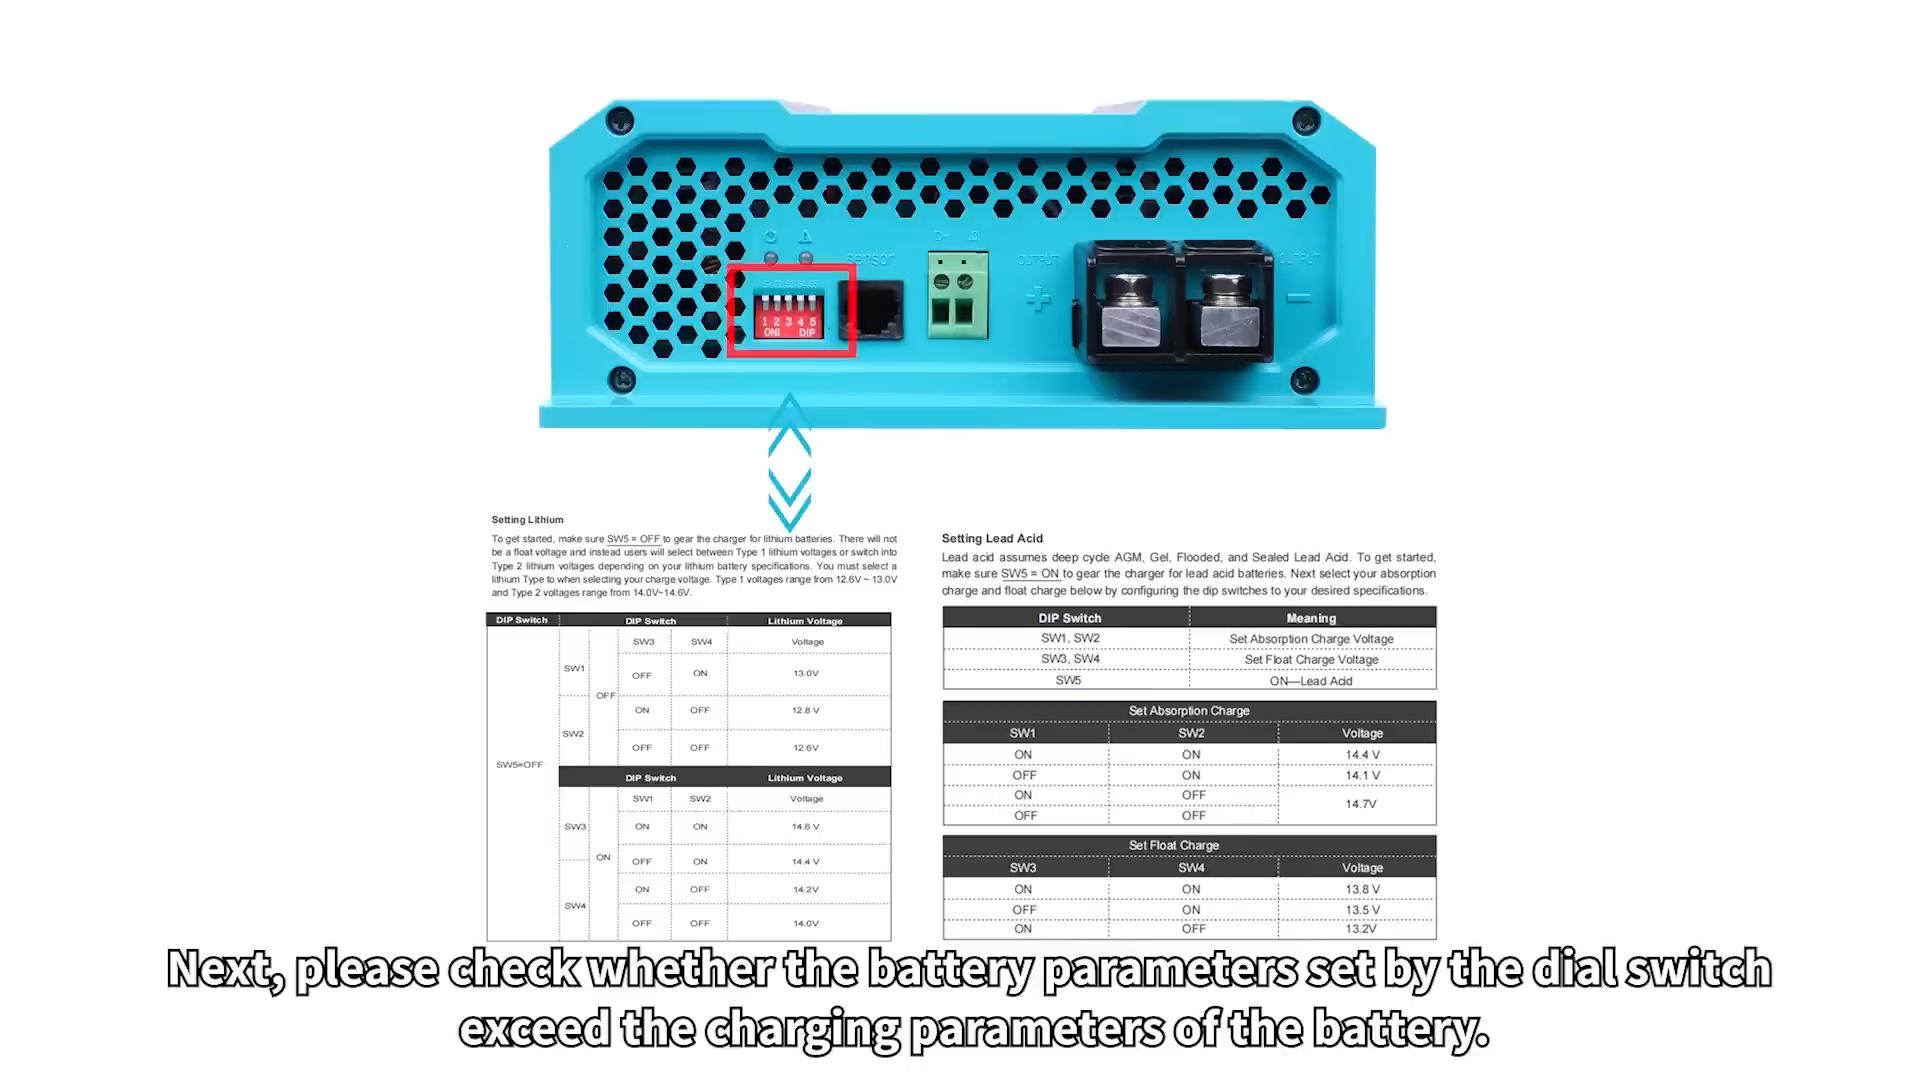 S1 S2 S3 S4 S5
Sensor
D+ IG
OUTPUT
+
OUTPUT
−
1 2 3 4 5
ON DIP
Setting Lithium
To get started, make sure SW5 = OFF to gear the charger for lithium batteries. There will not
be a float voltage and instead users will select between Type 1 lithium voltages or switch into
Type 2 lithium voltages depending on your lithium battery specifications. You must select a
lithium Type to when selecting your charge voltage. Type 1 voltages range from 12.6V ~ 13.0V
and Type 2 voltages range from 14.0V~14.6V.
DIP Switch DIP Switch Lithium Voltage
SW3 SW4 Voltage
SW1
OFF ON 13.0V
OFF
ON OFF 12.8 V
SW2
OFF OFF 12.6V
SW5=OFF
DIP Switch Lithium Voltage
SW1 SW2 Voltage
SW3 ON ON 14.6 V
ON
OFF ON 14.4 V
ON OFF 14.2V
SW4
OFF OFF 14.0V
Setting Lead Acid
Lead acid assumes deep cycle AGM, Gel, Flooded, and Sealed Lead Acid. To get started,
make sure SW5 = ON to gear the charger for lead acid batteries. Next select your absorption
charge and float charge below by configuring the dip switches to your desired specifications.
DIP Switch Meaning
SW1, SW2 Set Absorption Charge Voltage
SW3, SW4 Set Float Charge Voltage
SW5 ON—Lead Acid
Set Absorption Charge
SW1 SW2 Voltage
ON ON 14.4 V
OFF ON 14.1 V
ON OFF
14.7V
OFF OFF
Set Float Charge
SW3 SW4 Voltage
ON ON 13.8 V
OFF ON 13.5 V
ON OFF 13.2V
Next, please check whether the battery parameters set by the dial switch
exceed the charging parameters of the battery.